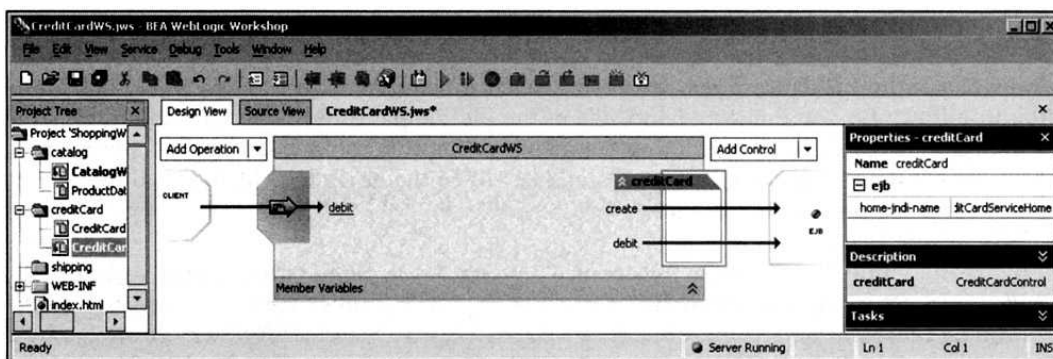 CreditCardWS.jws - BEA WebLogic Workshop
File Edit View Service Debug Tools Window Help
Project Tree
Design View
Source View
CreditCardWS.jws*
Project 'ShoppingW
catalog
CatalogW
ProductDat
creditCard
CreditCard
CreditCar
shipping
WEB-INF
index.html
Add Operation
CreditCardWS
Add Control
CLIENT
debit
creditCard
create
debit
EJB
Member Variables
Properties - creditCard
Name creditCard
ejb
home-jndi-name ditCardServiceHome
Description
creditCard CreditCardControl
Tasks
Ready
Server Running
Ln 1 Col 1 INS